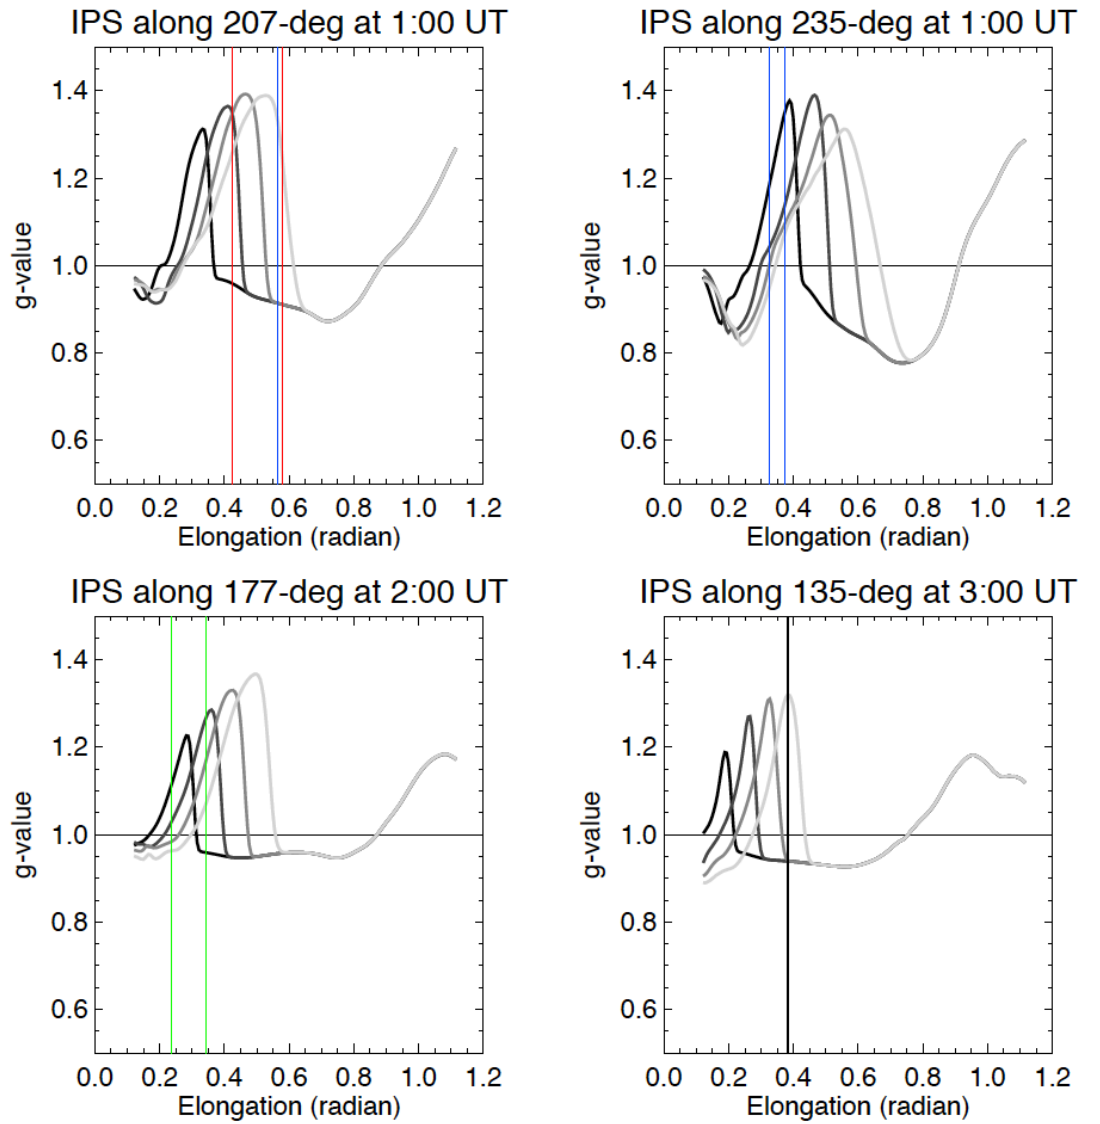 IPS along 207-deg at 1:00 UT
1.4
1.2
1.0
0.8
0.6
g-value
0.0 0.2 0.4 0.6 0.8 1.0 1.2
Elongation (radian)
IPS along 235-deg at 1:00 UT
1.4
1.2
1.0
0.8
0.6
g-value
0.0 0.2 0.4 0.6 0.8 1.0 1.2
Elongation (radian)
IPS along 177-deg at 2:00 UT
1.4
1.2
1.0
0.8
0.6
g-value
0.0 0.2 0.4 0.6 0.8 1.0 1.2
Elongation (radian)
IPS along 135-deg at 3:00 UT
1.4
1.2
1.0
0.8
0.6
g-value
0.0 0.2 0.4 0.6 0.8 1.0 1.2
Elongation (radian)